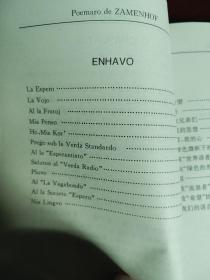 Poemaro de ZAMENHOF
ENHAVO
La Espero
La Vojo
Al la Fratoj
Mia Penso
Ho, Mia Kor'
Preĝo sub la Verda Standardo
Al la "Esperantisto"
Saluton al "Verda Radio"
Pluvo
Al "La Vagabondo"
Al la Societo "Espero"
Nia Lingvo